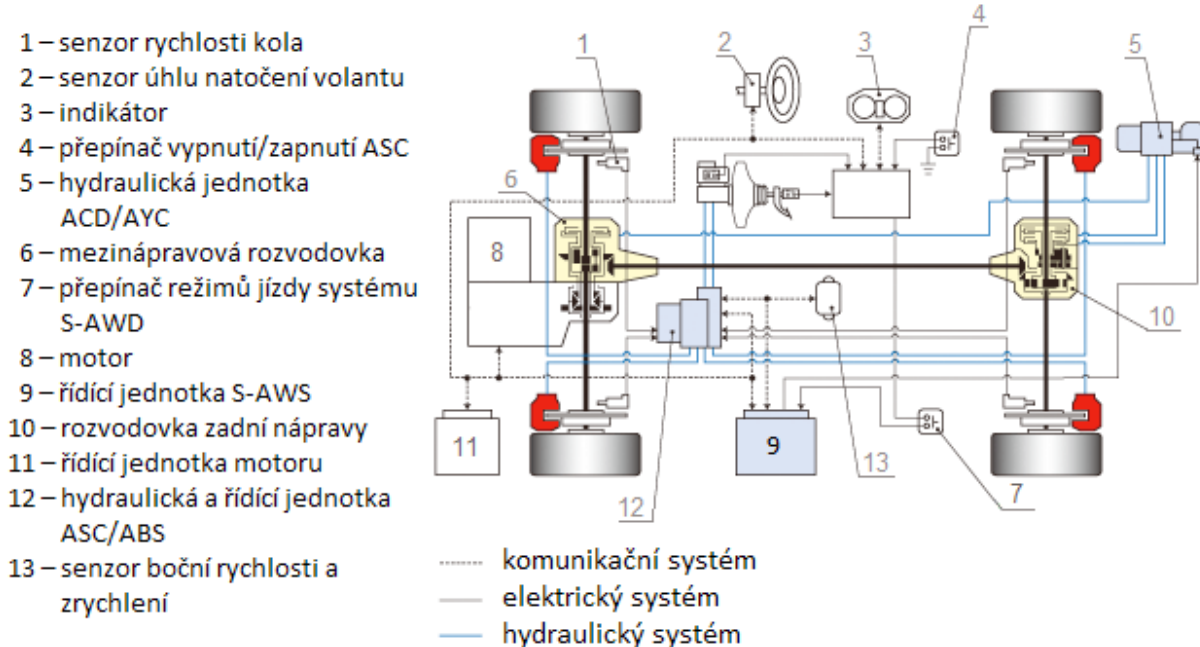 1 – senzor rychlosti kola
2 – senzor úhlu natočení volantu
3 – indikátor
4 – přepínač vypnutí/zapnutí ASC
5 – hydraulická jednotka
ACD/AYC
6 – mezinápravová rozvodovka
7 – přepínač režimů jízdy systému
S-AWD
8 – motor
9 – řídící jednotka S-AWS
10 – rozvodovka zadní nápravy
11 – řídící jednotka motoru
12 – hydraulická a řídící jednotka
ASC/ABS
13 – senzor boční rychlosti a
zrychlení
1
2
3
4
5
6
8
10
11
9
13
12
7
komunikační systém
elektrický systém
hydraulický systém